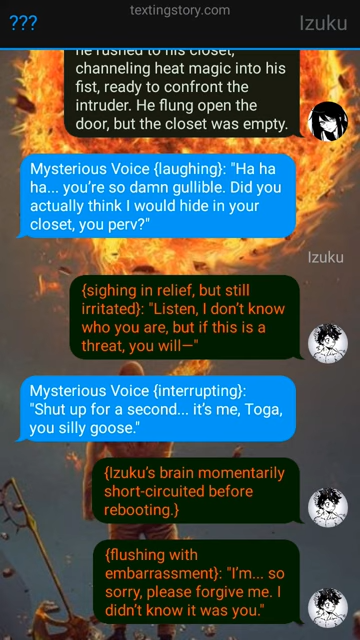 textingstory.com
???
Izuku
he rushed to his closet,
channeling heat magic into his
fist, ready to confront the
intruder. He flung open the
door, but the closet was empty.
Mysterious Voice {laughing}: "Ha ha
ha... you’re so damn gullible. Did you
actually think I would hide in your
closet, you perv?"
Izuku
{sighing in relief, but still
irritated}: "Listen, I don’t know
who you are, but if this is a
threat, you will—"
Mysterious Voice {interrupting}:
"Shut up for a second... it’s me, Toga,
you silly goose."
{Izuku’s brain momentarily
short-circuited before
rebooting.}
{flushing with
embarrassment}: "I’m... so
sorry, please forgive me. I
didn’t know it was you."